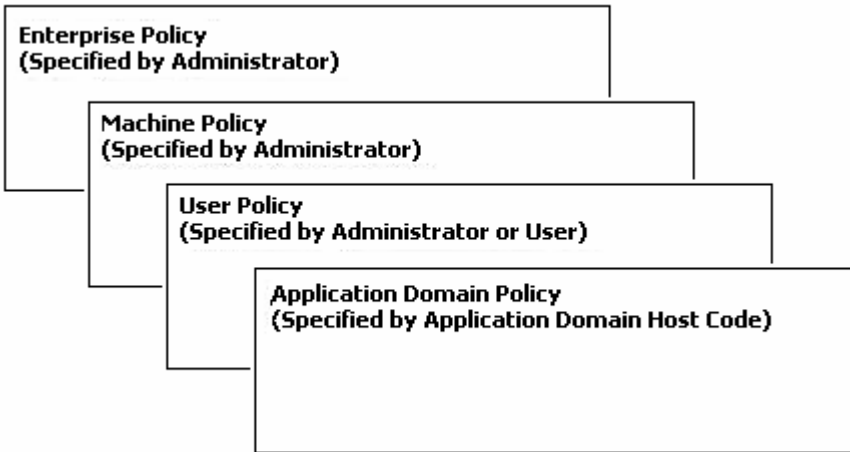 Enterprise Policy
(Specified by Administrator)
Machine Policy
(Specified by Administrator)
User Policy
(Specified by Administrator or User)
Application Domain Policy
(Specified by Application Domain Host Code)